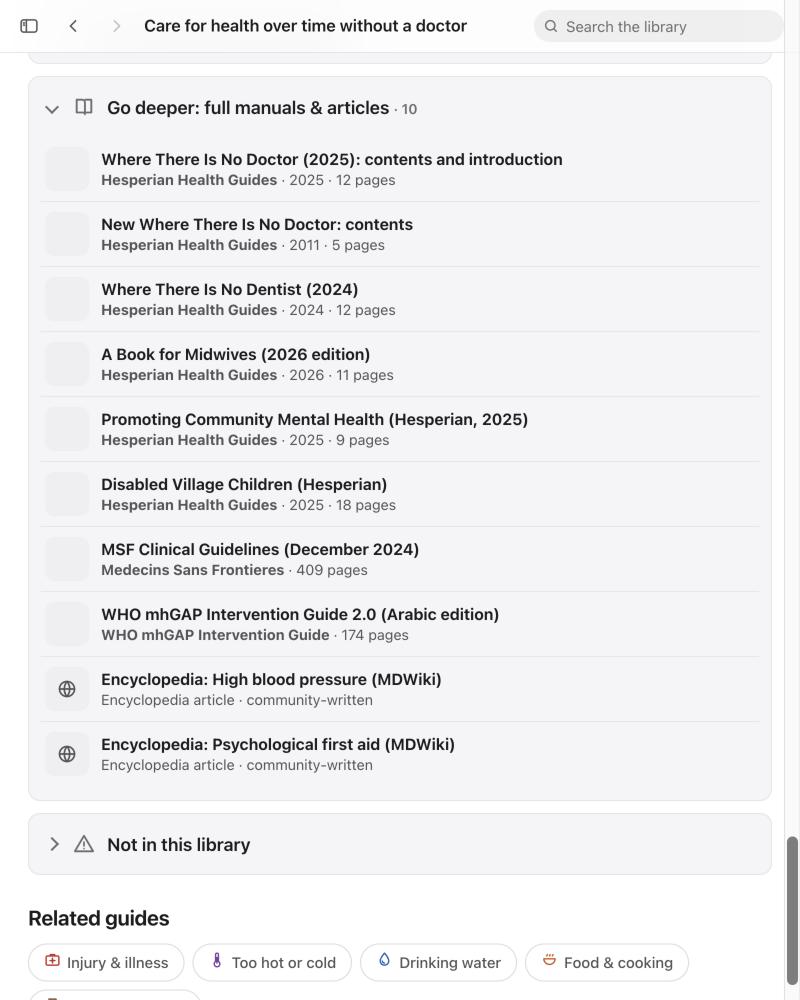 Care for health over time without a doctor
Search the library
Go deeper: full manuals & articles · 10
Where There Is No Doctor (2025): contents and introduction
Hesperian Health Guides · 2025 · 12 pages
New Where There Is No Doctor: contents
Hesperian Health Guides · 2011 · 5 pages
Where There Is No Dentist (2024)
Hesperian Health Guides · 2024 · 12 pages
A Book for Midwives (2026 edition)
Hesperian Health Guides · 2026 · 11 pages
Promoting Community Mental Health (Hesperian, 2025)
Hesperian Health Guides · 2025 · 9 pages
Disabled Village Children (Hesperian)
Hesperian Health Guides · 2025 · 18 pages
MSF Clinical Guidelines (December 2024)
Medecins Sans Frontieres · 409 pages
WHO mhGAP Intervention Guide 2.0 (Arabic edition)
WHO mhGAP Intervention Guide · 174 pages
Encyclopedia: High blood pressure (MDWiki)
Encyclopedia article · community-written
Encyclopedia: Psychological first aid (MDWiki)
Encyclopedia article · community-written
Not in this library
Related guides
Injury & illness
Too hot or cold
Drinking water
Food & cooking